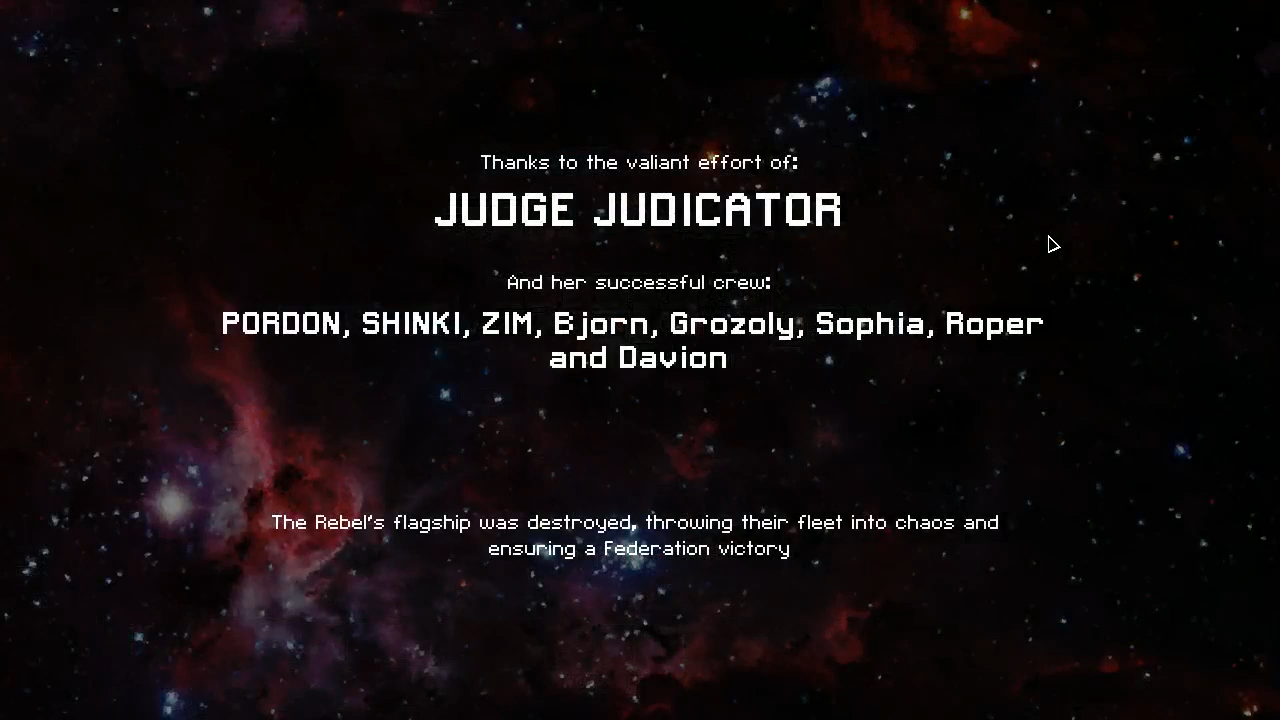 Thanks to the valiant effort of:
JUDGE JUDICATOR
And her successful crew:
PORDON, SHINKI, ZIM, Bjorn, Grozoly, Sophia, Roper
and Davion
The Rebel's flagship was destroyed, throwing their fleet into chaos and
ensuring a Federation victory